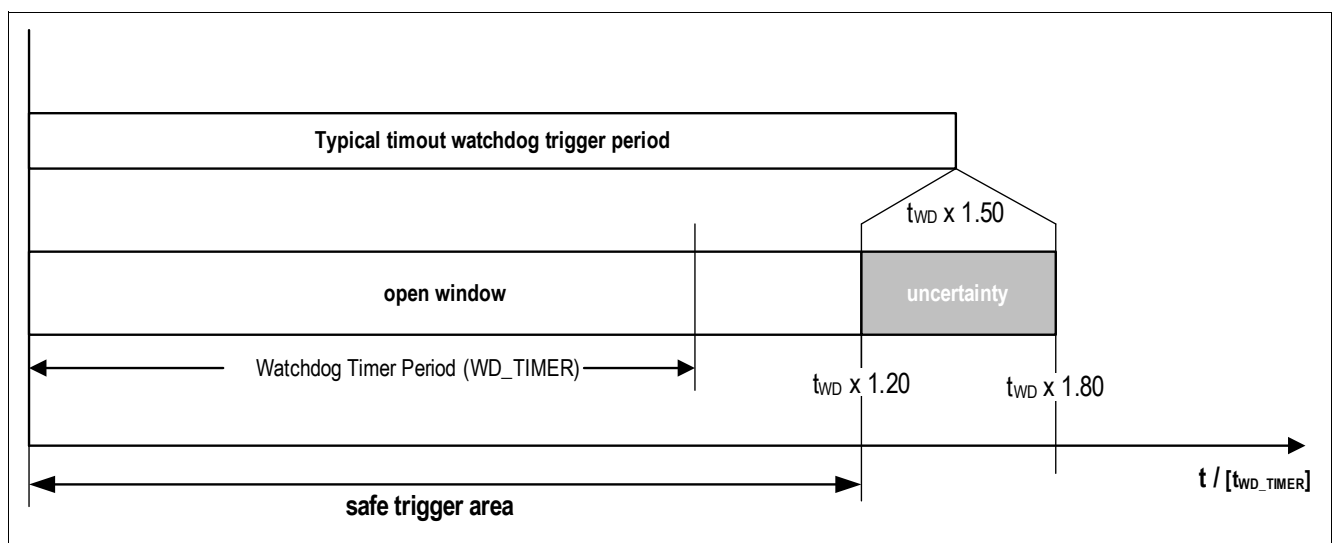 Typical timout watchdog trigger period
tWD x 1.50
open window
uncertainty
Watchdog Timer Period (WD_TIMER)
tWD x 1.20
tWD x 1.80
t / [tWD_TIMER]
safe trigger area